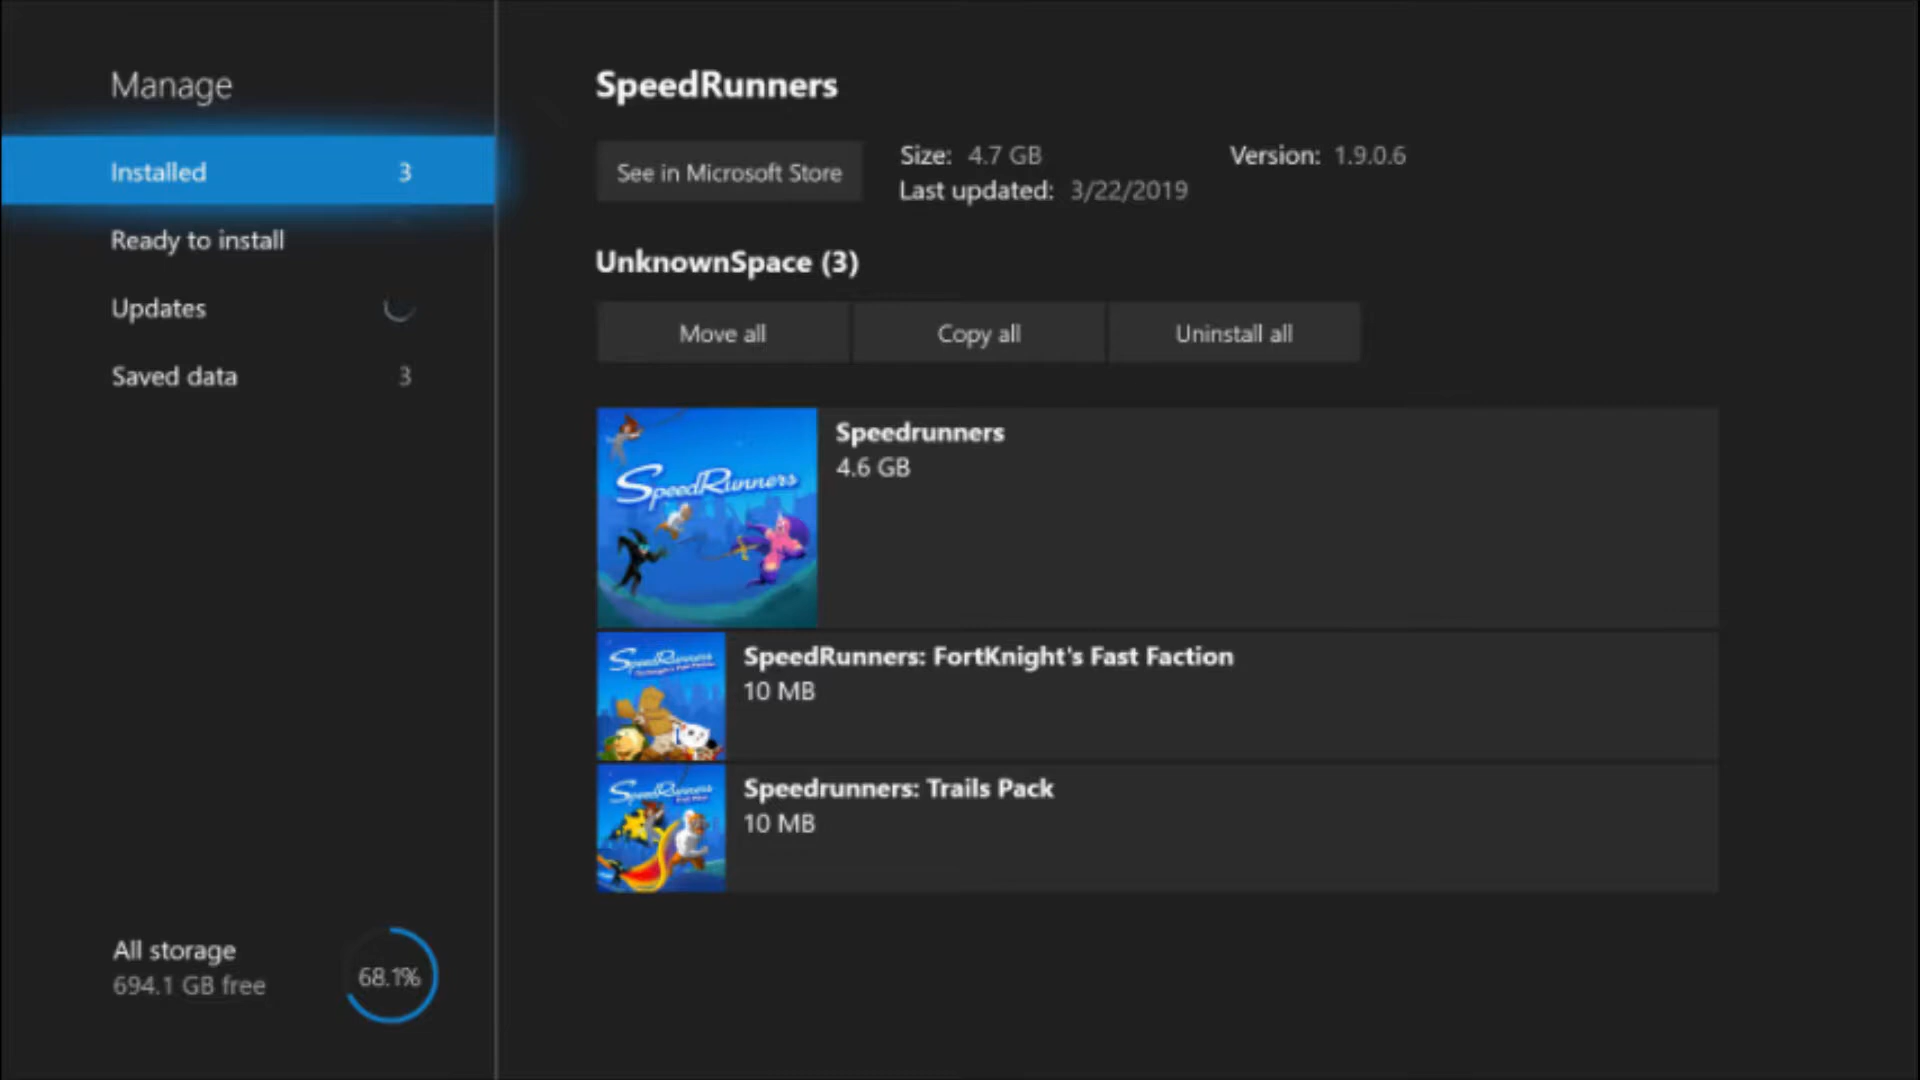 Manage
Installed 3
Ready to install
Updates
Saved data 3
All storage
694.1 GB free
68.1%
SpeedRunners
See in Microsoft Store
Size: 4.7 GB
Version: 1.9.0.6
Last updated: 3/22/2019
UnknownSpace (3)
Move all
Copy all
Uninstall all
SpeedRunners
Speedrunners
4.6 GB
SpeedRunners
SpeedRunners: FortKnight's Fast Faction
10 MB
SpeedRunners
Speedrunners: Trails Pack
10 MB